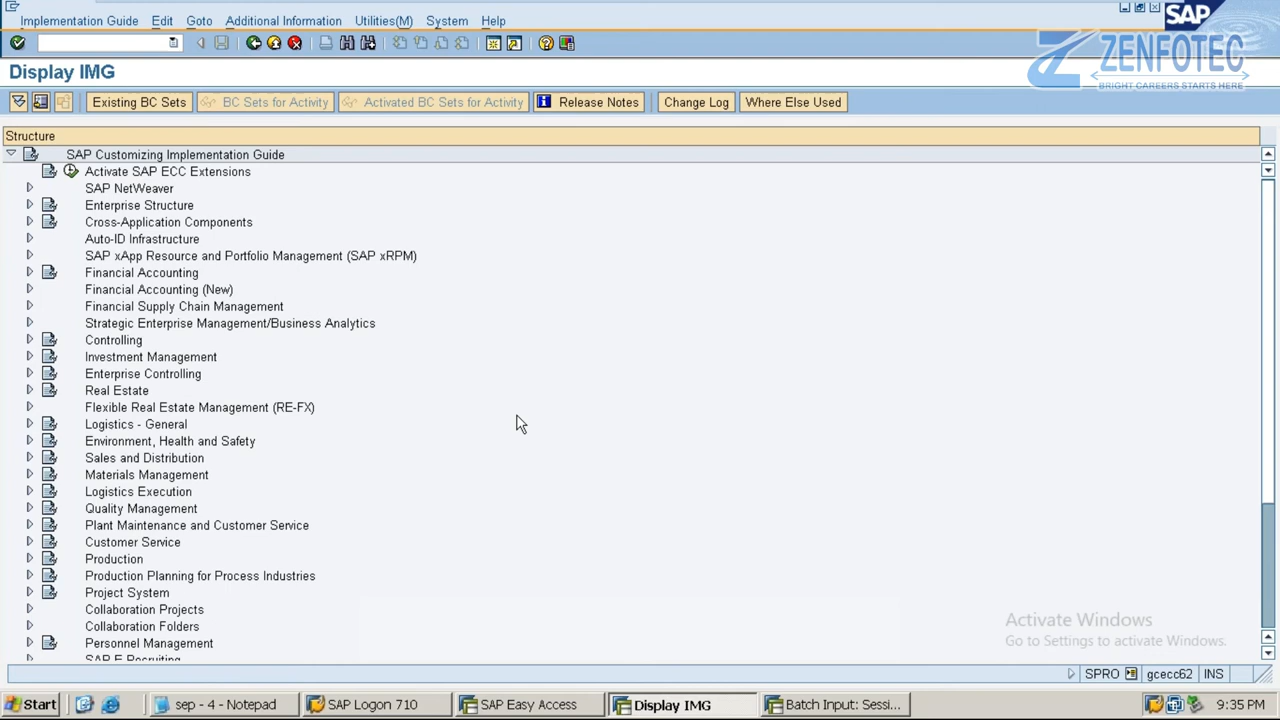 Implementation Guide Edit Goto Additional Information Utilities(M) System Help
SAP
ZENFOTEC
BRIGHT CAREERS STARTS HERE
Display IMG
Existing BC Sets BC Sets for Activity Activated BC Sets for Activity Release Notes Change Log Where Else Used
Structure
SAP Customizing Implementation Guide
Activate SAP ECC Extensions
SAP NetWeaver
Enterprise Structure
Cross-Application Components
Auto-ID Infrastructure
SAP xApp Resource and Portfolio Management (SAP xRPM)
Financial Accounting
Financial Accounting (New)
Financial Supply Chain Management
Strategic Enterprise Management/Business Analytics
Controlling
Investment Management
Enterprise Controlling
Real Estate
Flexible Real Estate Management (RE-FX)
Logistics - General
Environment, Health and Safety
Sales and Distribution
Materials Management
Logistics Execution
Quality Management
Plant Maintenance and Customer Service
Customer Service
Production
Production Planning for Process Industries
Project System
Collaboration Projects
Collaboration Folders
Personnel Management
SAP E-Recruiting
Activate Windows
Go to Settings to activate Windows.
SPRO gcecc62 INS
Start sep - 4 - Notepad SAP Logon 710 SAP Easy Access Display IMG Batch Input: Sessi... 9:35 PM